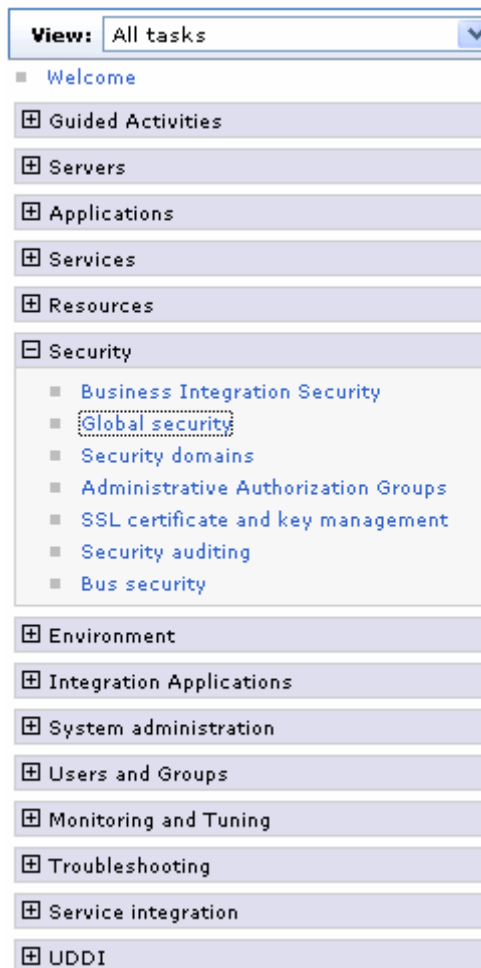 View: All tasks
Welcome
Guided Activities
Servers
Applications
Services
Resources
Security
Business Integration Security
Global security
Security domains
Administrative Authorization Groups
SSL certificate and key management
Security auditing
Bus security
Environment
Integration Applications
System administration
Users and Groups
Monitoring and Tuning
Troubleshooting
Service integration
UDDI